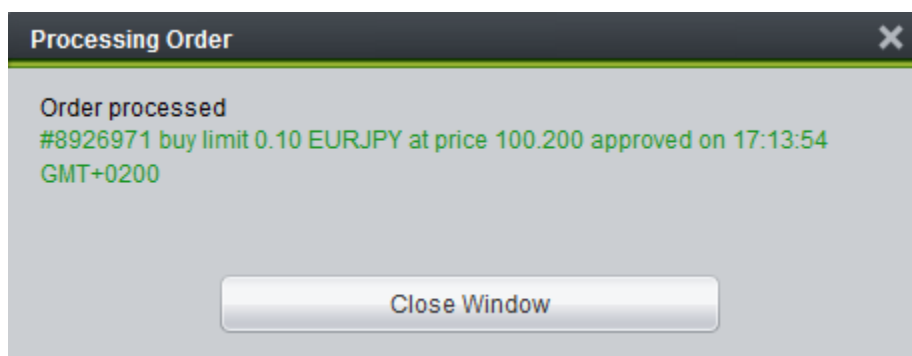 Processing Order
Order processed
#8926971 buy limit 0.10 EURJPY at price 100.200 approved on 17:13:54
GMT+0200
Close Window